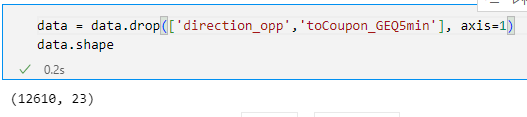 data = data.drop(['direction_opp','toCoupon_GEQ5min'], axis=1)
data.shape
0.2s
(12610, 23)